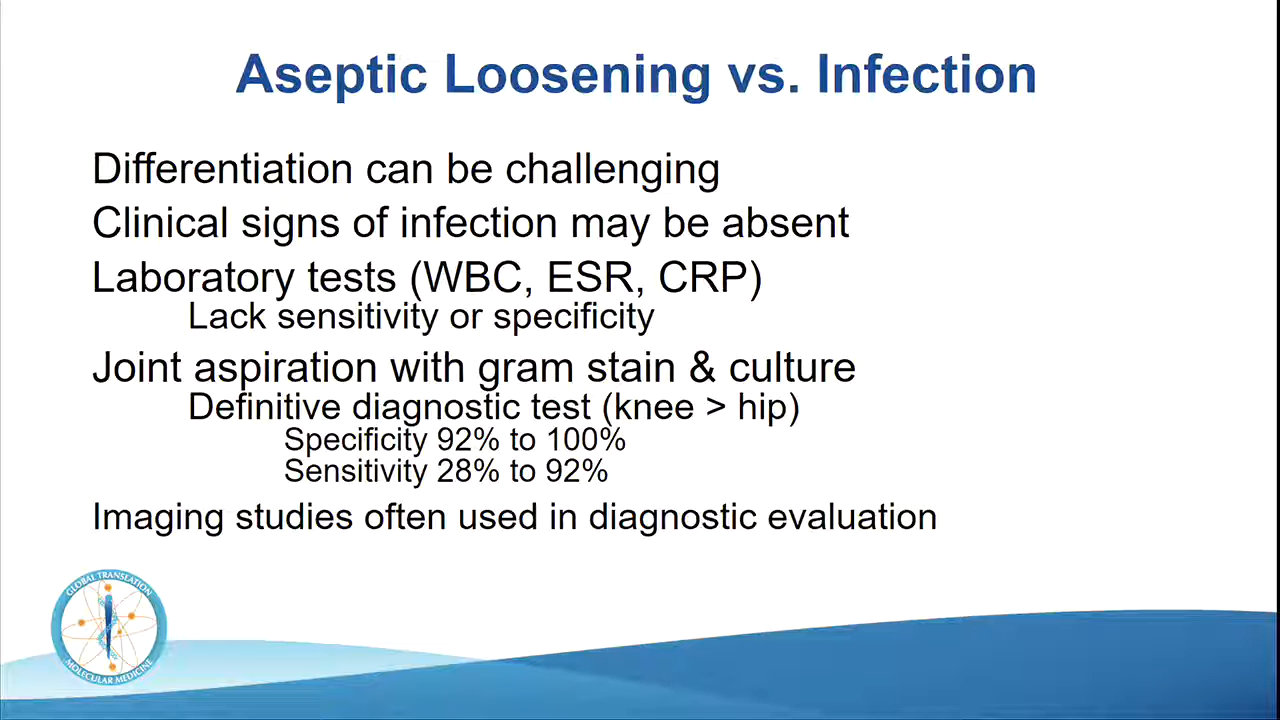 Aseptic Loosening vs. Infection
Differentiation can be challenging
Clinical signs of infection may be absent
Laboratory tests (WBC, ESR, CRP)
Lack sensitivity or specificity
Joint aspiration with gram stain & culture
Definitive diagnostic test (knee > hip)
Specificity 92% to 100%
Sensitivity 28% to 92%
Imaging studies often used in diagnostic evaluation
GLOBAL TRANSLATION
MOLECULAR MEDICINE